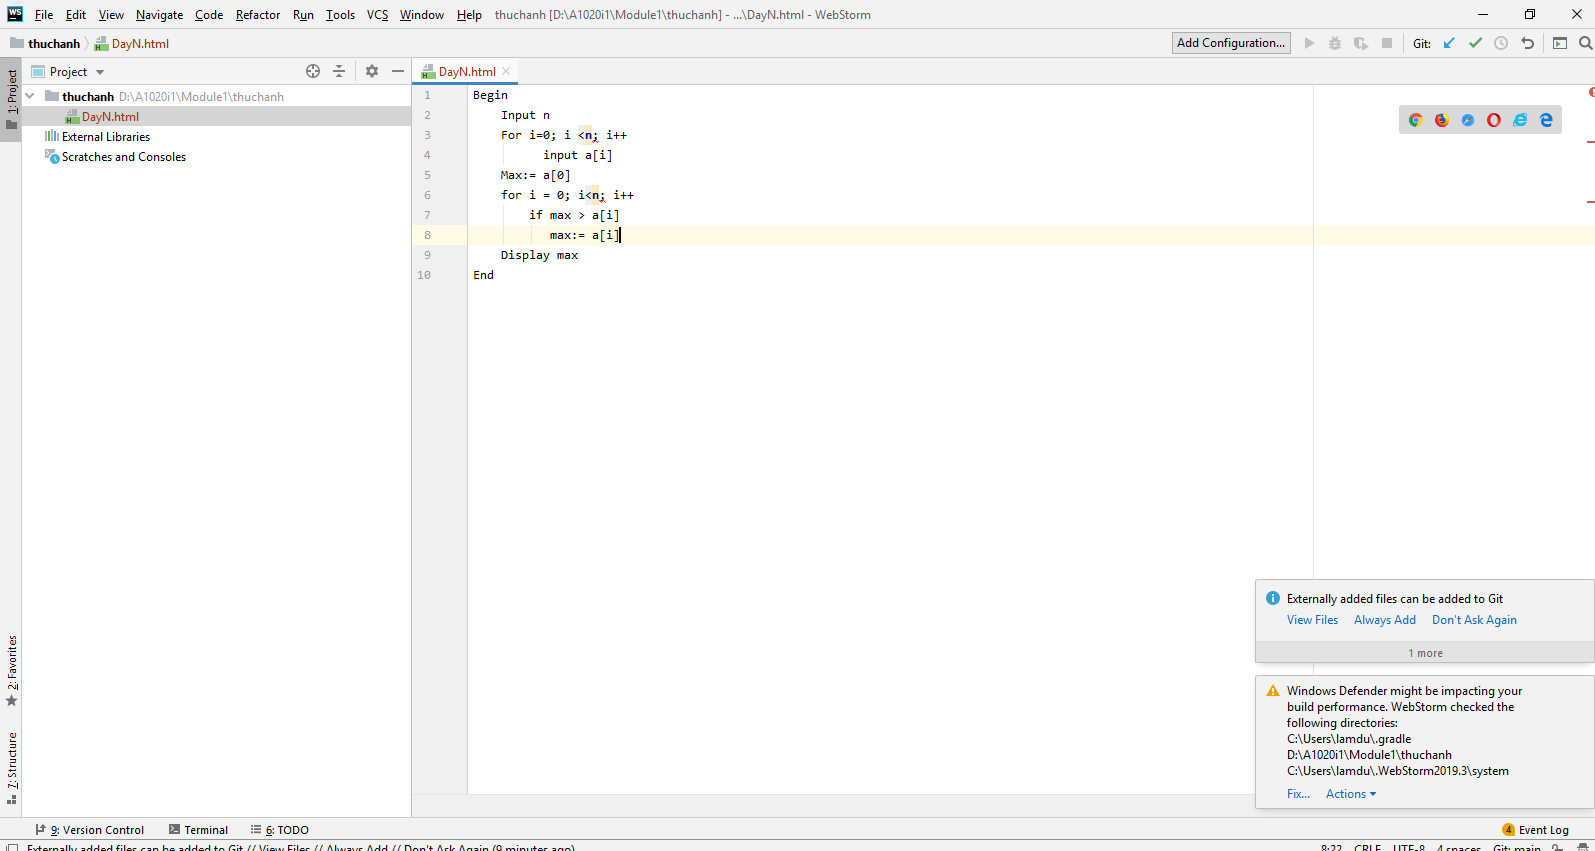 WS File Edit View Navigate Code Refactor Run Tools VCS Window Help thuchanh [D:\A1020i1\Module1\thuchanh] - ...\DayN.html - WebStorm
thuchanh DayN.html Add Configuration... Git:
Project DayN.html
1: Project
thuchanh D:\A1020i1\Module1\thuchanh
DayN.html
External Libraries
Scratches and Consoles
1 Begin
2 Input n
3 For i=0; i <n; i++
4 input a[i]
5 Max:= a[0]
6 for i = 0; i<n; i++
7 if max > a[i]
8 max:= a[i]
9 Display max
10 End
2: Favorites
7: Structure
Externally added files can be added to Git
View Files Always Add Don't Ask Again
1 more
Windows Defender might be impacting your
build performance. WebStorm checked the
following directories:
C:\Users\lamdu\.gradle
D:\A1020i1\Module1\thuchanh
C:\Users\lamdu\.WebStorm2019.3\system
Fix... Actions
9: Version Control Terminal 6: TODO 4 Event Log
Externally added files can be added to Git // View Files // Always Add // Don't Ask Again (9 minutes ago) 8:22 CRLF UTF-8 4 spaces Git: main